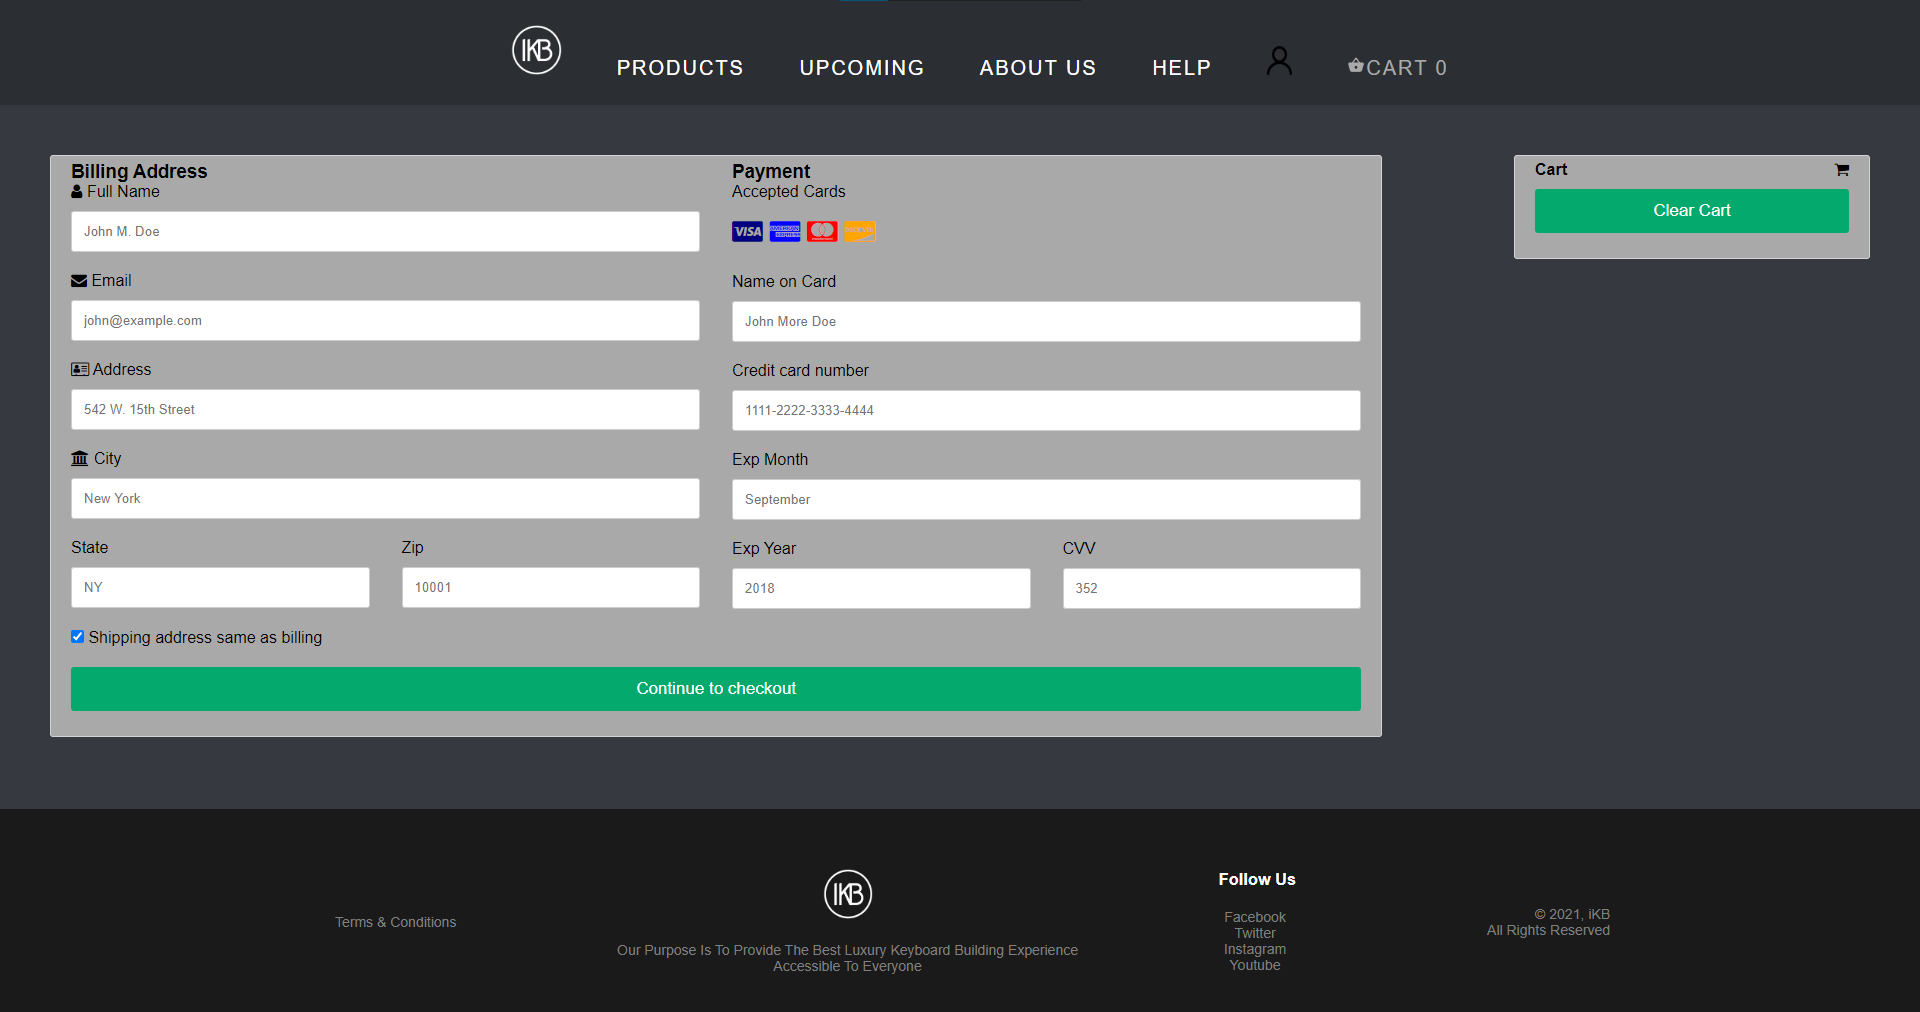 IKB
PRODUCTS
UPCOMING
ABOUT US
HELP
CART 0
Billing Address
Full Name
John M. Doe
Email
john@example.com
Address
542 W. 15th Street
City
New York
State
Zip
NY
10001
Shipping address same as billing
Payment
Accepted Cards
VISA
AMERICAN EXPRESS
mastercard
DISCOVER
Name on Card
John More Doe
Credit card number
1111-2222-3333-4444
Exp Month
September
Exp Year
CVV
2018
352
Continue to checkout
Cart
Clear Cart
Terms & Conditions
IKB
Our Purpose Is To Provide The Best Luxury Keyboard Building Experience
Accessible To Everyone
Follow Us
Facebook
Twitter
Instagram
Youtube
© 2021, iKB
All Rights Reserved